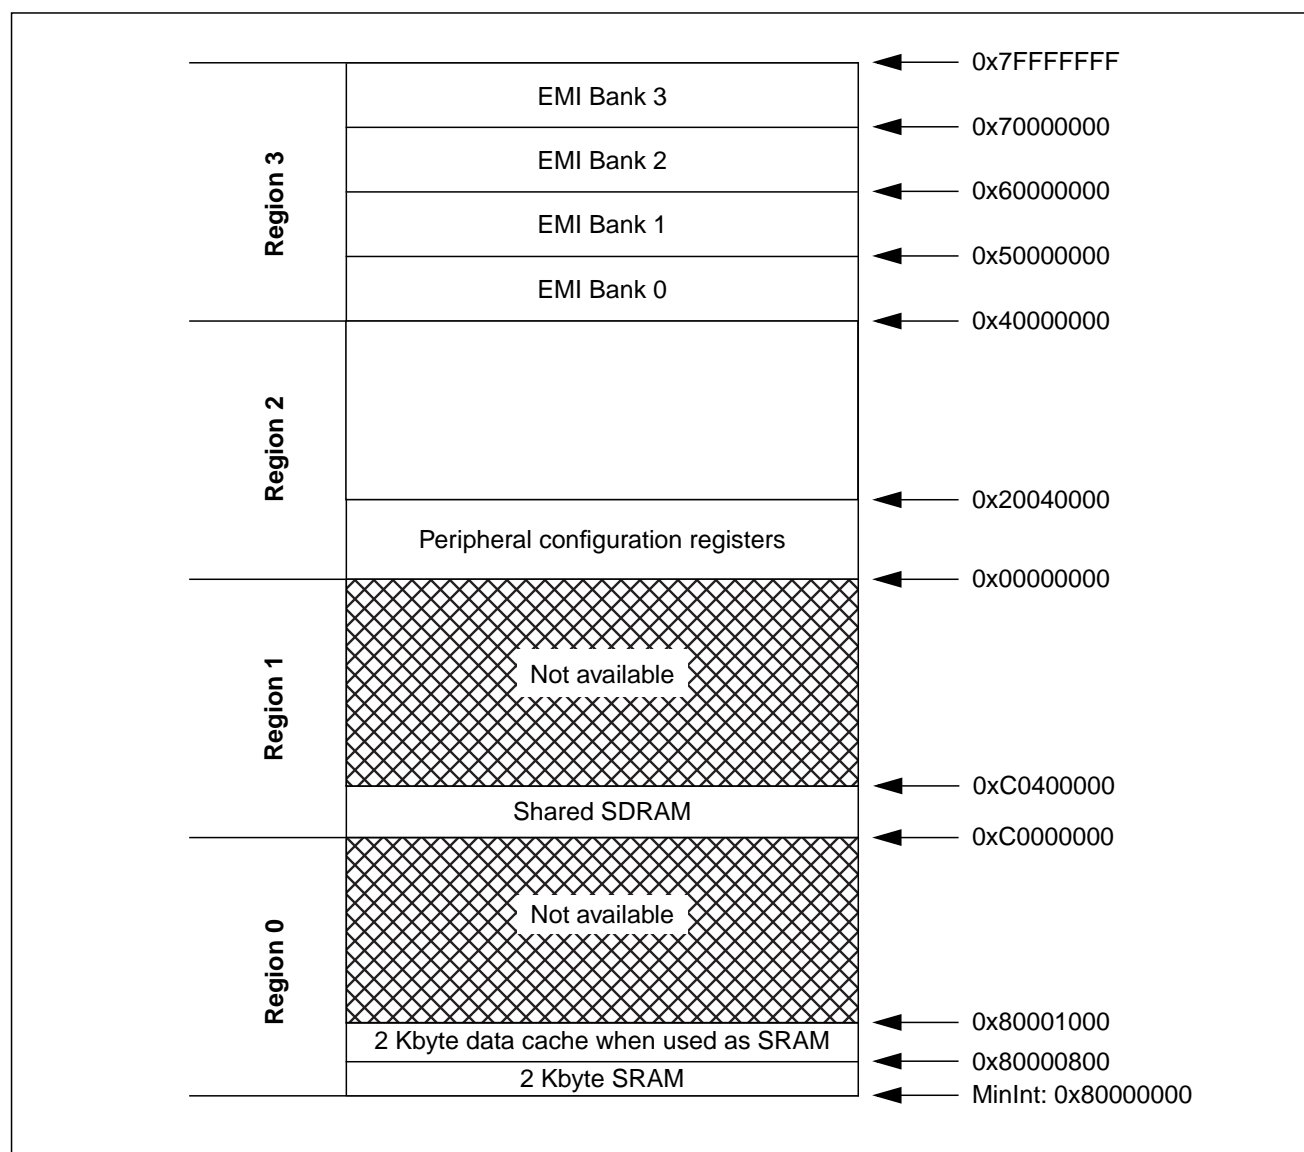 0x7FFFFFFF
EMI Bank 3
0x70000000
Region 3
EMI Bank 2
0x60000000
EMI Bank 1
0x50000000
EMI Bank 0
0x40000000
Region 2
0x20040000
Peripheral configuration registers
0x00000000
Region 1
Not available
0xC0400000
Shared SDRAM
0xC0000000
Region 0
Not available
0x80001000
2 Kbyte data cache when used as SRAM
0x80000800
2 Kbyte SRAM
MinInt: 0x80000000